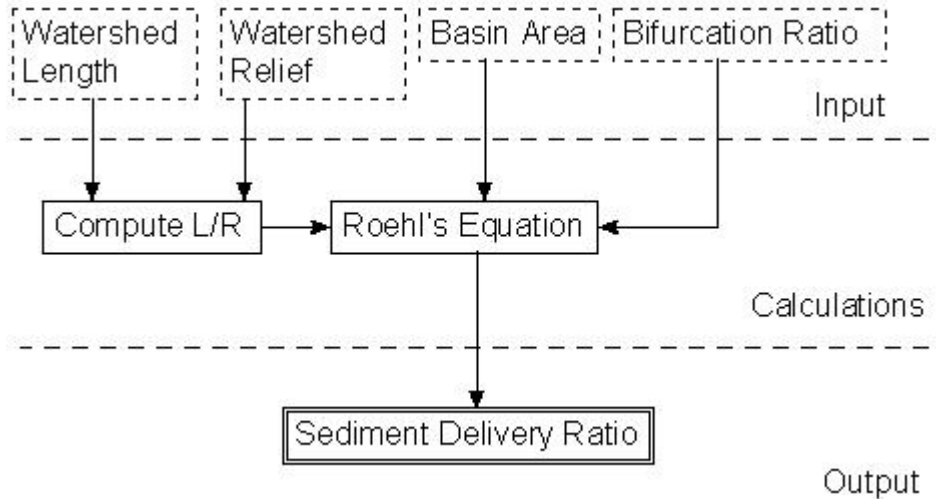 Watershed
Length
Watershed
Relief
Basin Area
Bifurcation Ratio
Input
Compute L/R
Roehl's Equation
Calculations
Sediment Delivery Ratio
Output